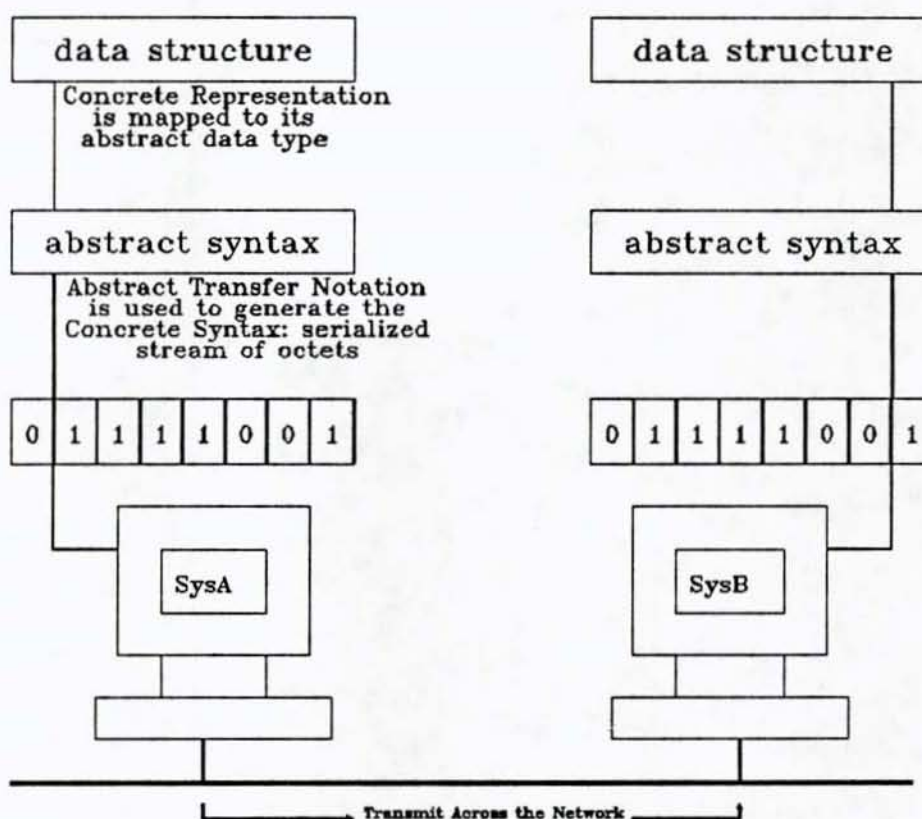 data structure
data structure
Concrete Representation
is mapped to its
abstract data type
abstract syntax
abstract syntax
Abstract Transfer Notation
is used to generate the
Concrete Syntax: serialized
stream of octets
0 1 1 1 1 0 0 1
0 1 1 1 1 0 0 1
SysA
SysB
Transmit Across the Network